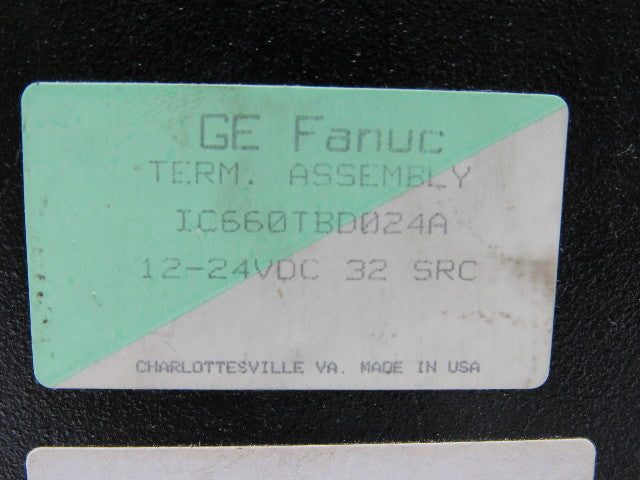 GE Fanuc
TERM. ASSEMBLY
IC660TBD024A
12-24VDC 32 SRC
CHARLOTTESVILLE VA. MADE IN USA